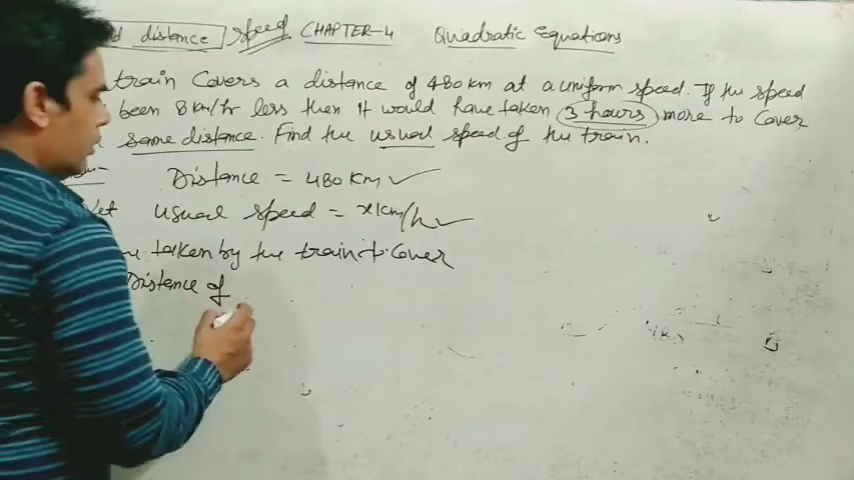 distance speed CHAPTER-4 Quadratic Equations
train Covers a distance of 480 km at a uniform speed. If the speed
been 8 km/hr less then it would have taken 3 hours more to Cover
same distance. Find the usual speed of the train.
Distance = 480 km ✓
Let usual speed = x km/h ✓
taken by the train to Cover
Distance of